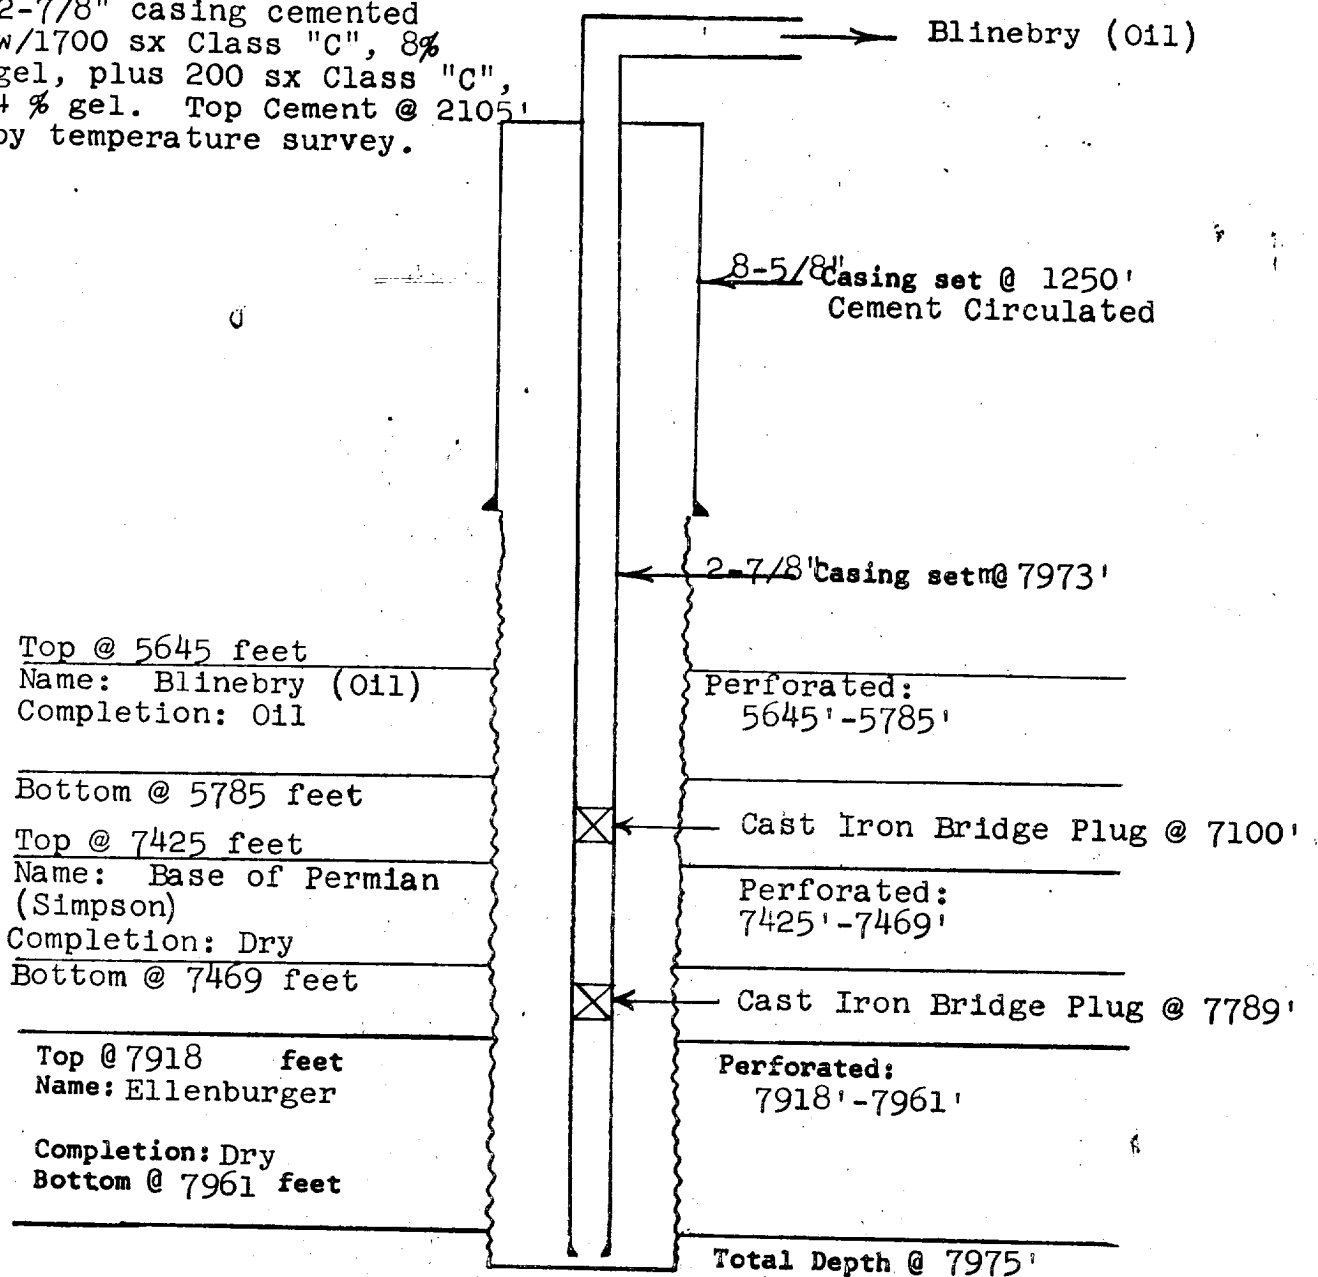 2-7/8" casing cemented
w/1700 sx Class "C", 8%
gel, plus 200 sx Class "C",
4 % gel. Top Cement @ 2105'
by temperature survey.
Blinebry (Oil)
8-5/8" Casing set @ 1250'
Cement Circulated
2-7/8" Casing set @ 7973'
Top @ 5645 feet
Name: Blinebry (Oil)
Completion: Oil
Perforated:
5645'-5785'
Bottom @ 5785 feet
Cast Iron Bridge Plug @ 7100'
Top @ 7425 feet
Name: Base of Permian
(Simpson)
Completion: Dry
Perforated:
7425'-7469'
Bottom @ 7469 feet
Cast Iron Bridge Plug @ 7789'
Top @ 7918 feet
Name: Ellenburger
Perforated:
7918'-7961'
Completion: Dry
Bottom @ 7961 feet
Total Depth @ 7975'